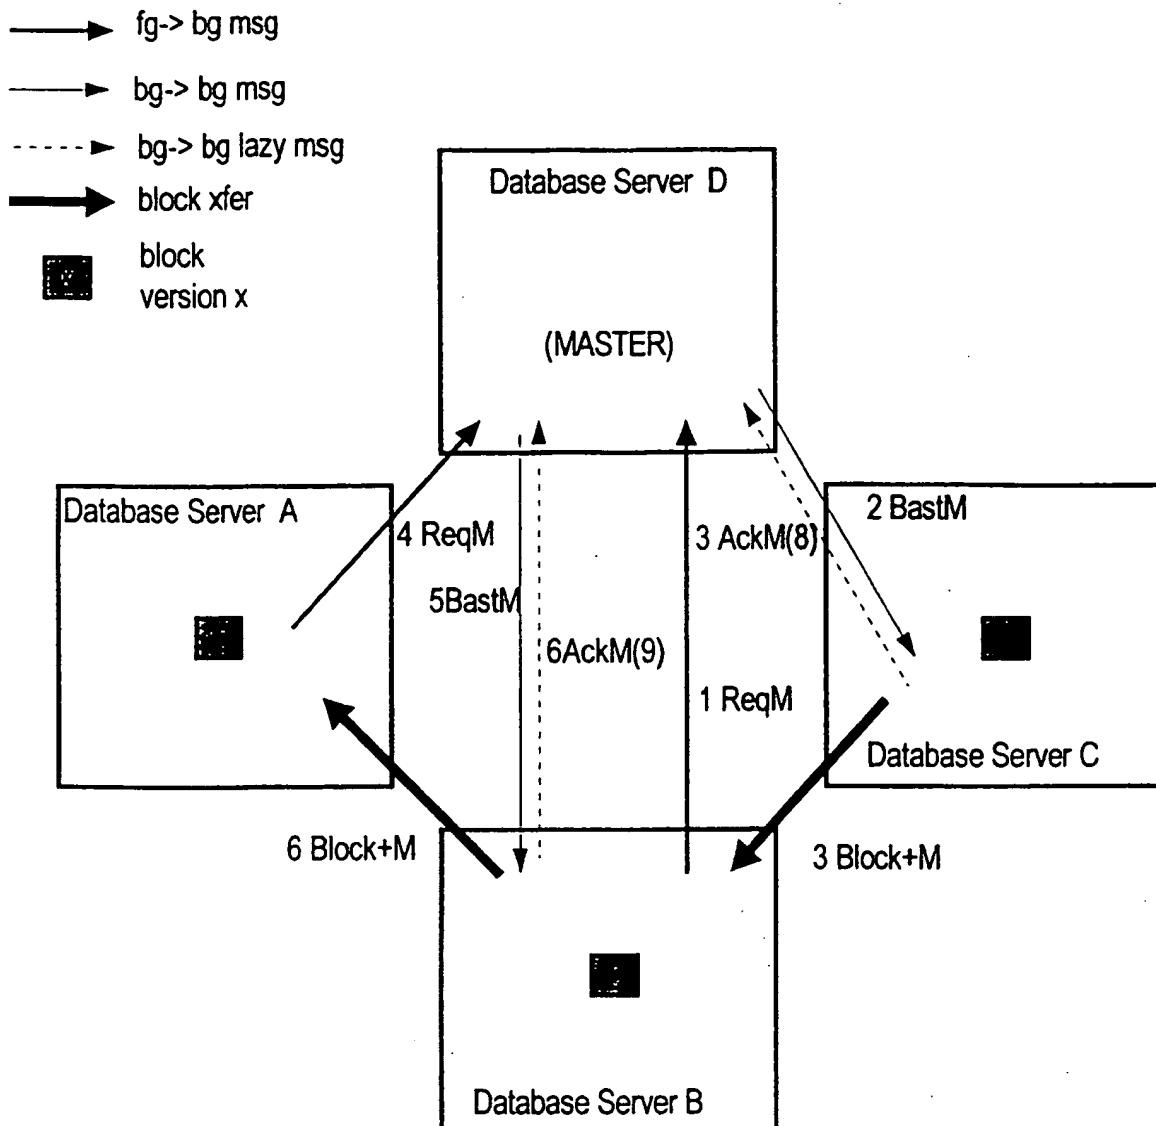 fg-> bg msg
bg-> bg msg
bg-> bg lazy msg
block xfer
block
version x
Database Server D
(MASTER)
Database Server A
4 ReqM
5BastM
6AckM(9)
3 AckM(8)
2 BastM
1 ReqM
Database Server C
6 Block+M
3 Block+M
Database Server B